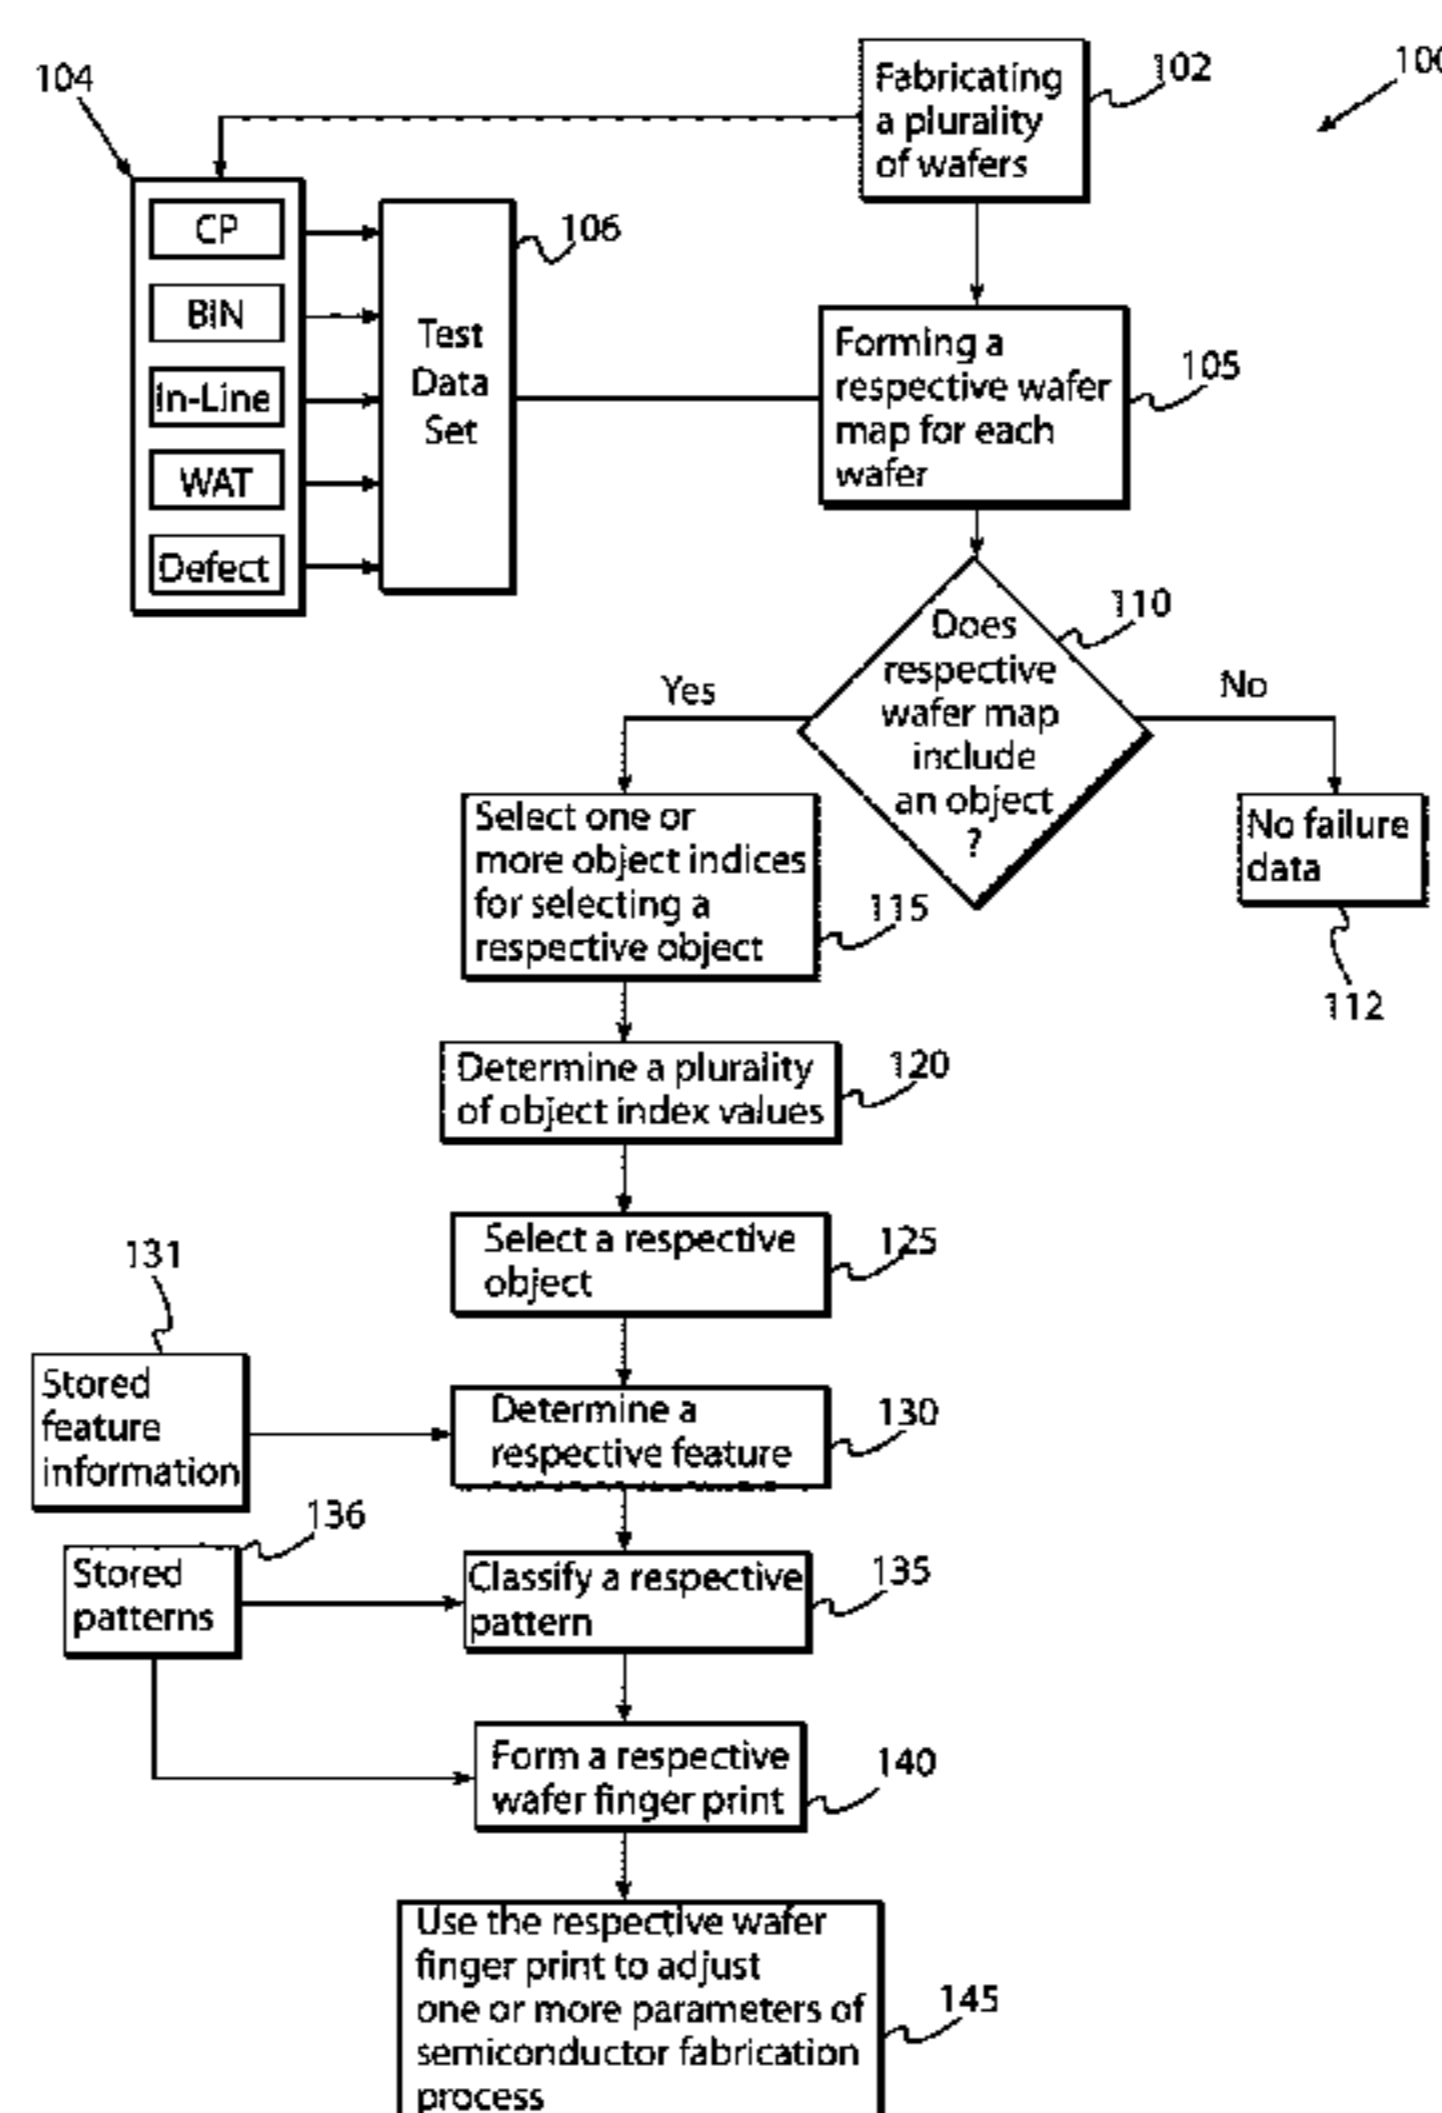 104
Fabricating
a plurality
of wafers
102
100
CP
BIN
In-Line
WAT
Defect
Test
Data
Set
106
Forming a
respective wafer
map for each
wafer
105
Does
respective
wafer map
include
an object
?
110
Yes
No
Select one or
more object indices
for selecting a
respective object
115
No failure
data
112
Determine a plurality
of object index values
120
Select a respective
object
125
131
Stored
feature
information
Determine a
respective feature
130
136
Stored
patterns
Classify a respective
pattern
135
Form a respective
wafer finger print
140
Use the respective wafer
finger print to adjust
one or more parameters of
semiconductor fabrication
process
145